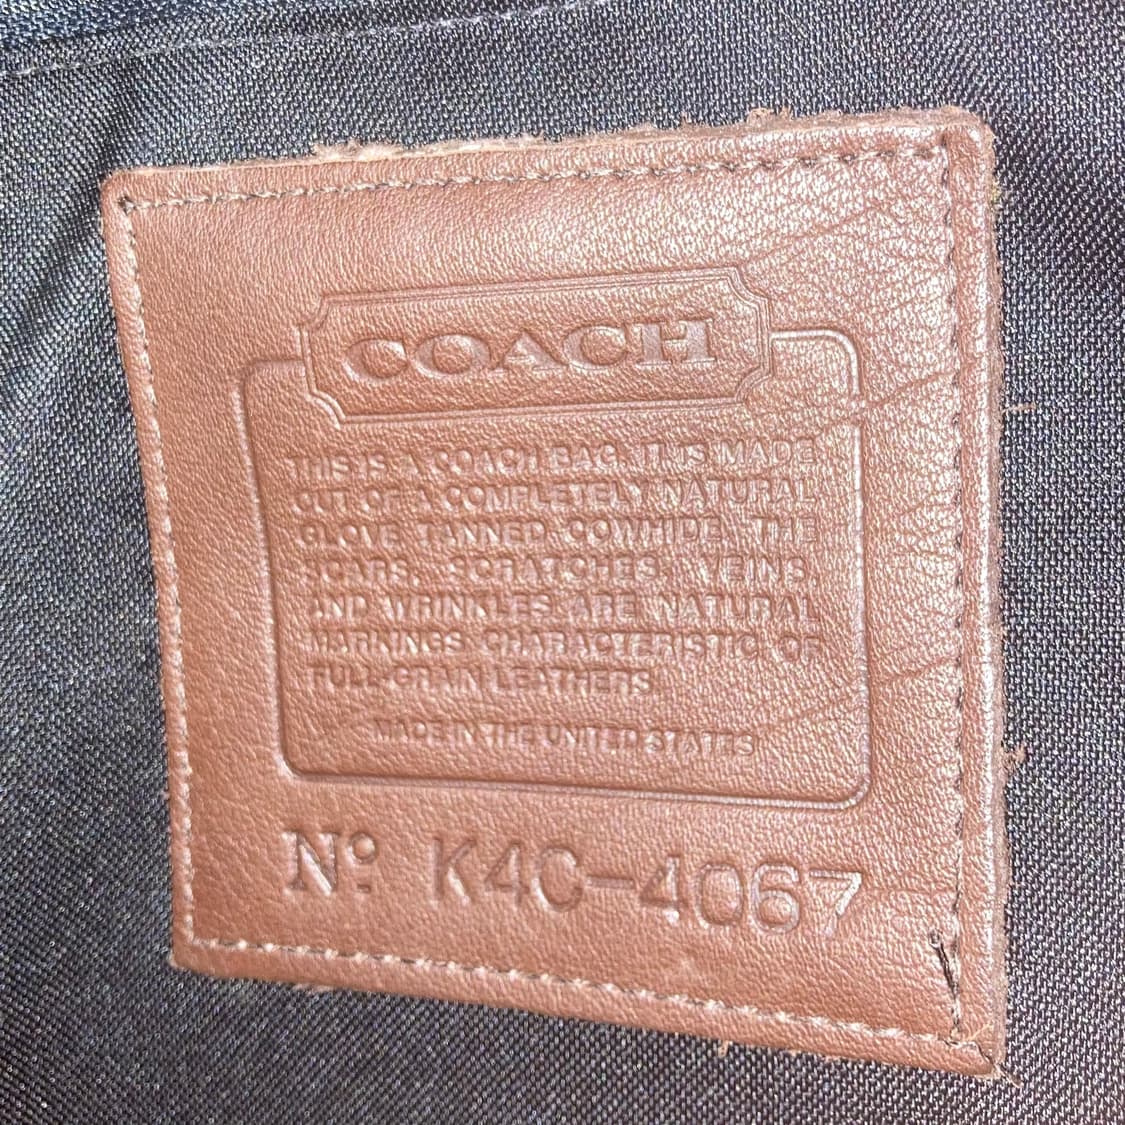 COACH
THIS IS A COACH BAG. IT IS MADE
OUT OF A COMPLETELY NATURAL
GLOVE TANNED COWHIDE. THE
SCARS, SCRATCHES, VEINS
AND WRINKLES ARE NATURAL
MARKINGS CHARACTERISTIC OF
FULL-GRAIN LEATHERS.
MADE IN THE UNITED STATES
Nº K4C-4067